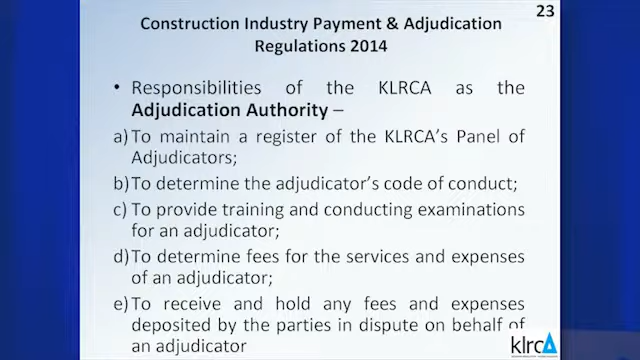 23
Construction Industry Payment & Adjudication
Regulations 2014
• Responsibilities of the KLRCA as the
Adjudication Authority –
a) To maintain a register of the KLRCA's Panel of
Adjudicators;
b) To determine the adjudicator's code of conduct;
c) To provide training and conducting examinations
for an adjudicator;
d) To determine fees for the services and expenses
of an adjudicator;
e) To receive and hold any fees and expenses
deposited by the parties in dispute on behalf of
an adjudicator
klrcA